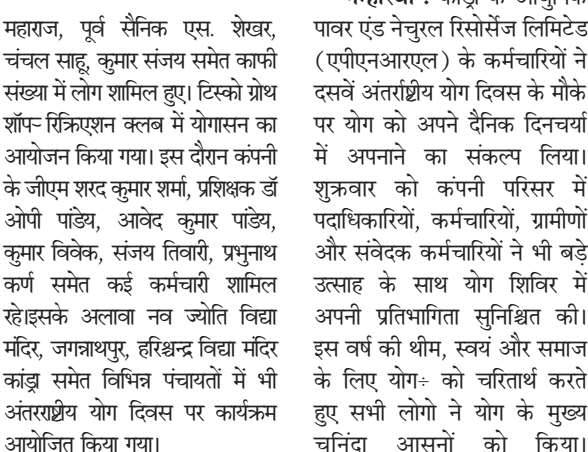 महाराज, पूर्व सैनिक एस. शेखर,
चंचल साहू, कुमार संजय समेत काफी
संख्या में लोग शामिल हुए। टिस्को ग्रोथ
शॉप- रिक्रिएशन क्लब में योगासन का
आयोजन किया गया। इस दौरान कंपनी
के जीएम शरद कुमार शर्मा, प्रशिक्षक डॉ
ओपी पांडेय, आवेद कुमार पांडेय,
कुमार विवेक, संजय तिवारी, प्रभुनाथ
कर्ण समेत कई कर्मचारी शामिल
रहे।इसके अलावा नव ज्योति विद्या
मंदिर, जगन्नाथपुर, हरिश्चन्द्र विद्या मंदिर
कांड्रा समेत विभिन्न पंचायतों में भी
अंतरराष्ट्रीय योग दिवस पर कार्यक्रम
आयोजित किया गया।
पावर एंड नेचुरल रिसोर्सेज लिमिटेड
(एपीएनआरएल) के कर्मचारियों ने
दसवें अंतर्राष्ट्रीय योग दिवस के मौके
पर योग को अपने दैनिक दिनचर्या
में अपनाने का संकल्प लिया।
शुक्रवार को कंपनी परिसर में
पदाधिकारियों, कर्मचारियों, ग्रामीणों
और संवेदक कर्मचारियों ने भी बड़े
उत्साह के साथ योग शिविर में
अपनी प्रतिभागिता सुनिश्चित की।
इस वर्ष की थीम, स्वयं और समाज
के लिए योग÷ को चरितार्थ करते
हुए सभी लोगो ने योग के मुख्य
चुनिंदा आसनों को किया।